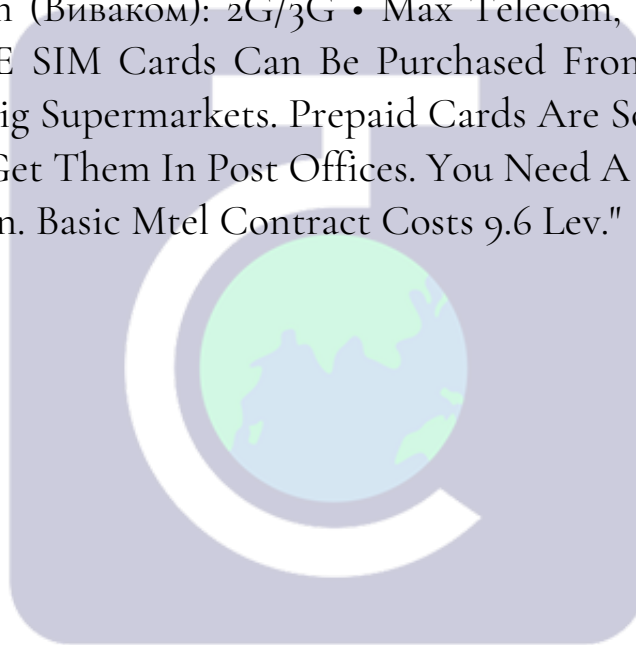 (Виваком): 2G/3G • Max Telecom,
SIM Cards Can Be Purchased From
Supermarkets. Prepaid Cards Are
Get Them In Post Offices. You Need A
Basic Mtel Contract Costs 9.6 Lev."